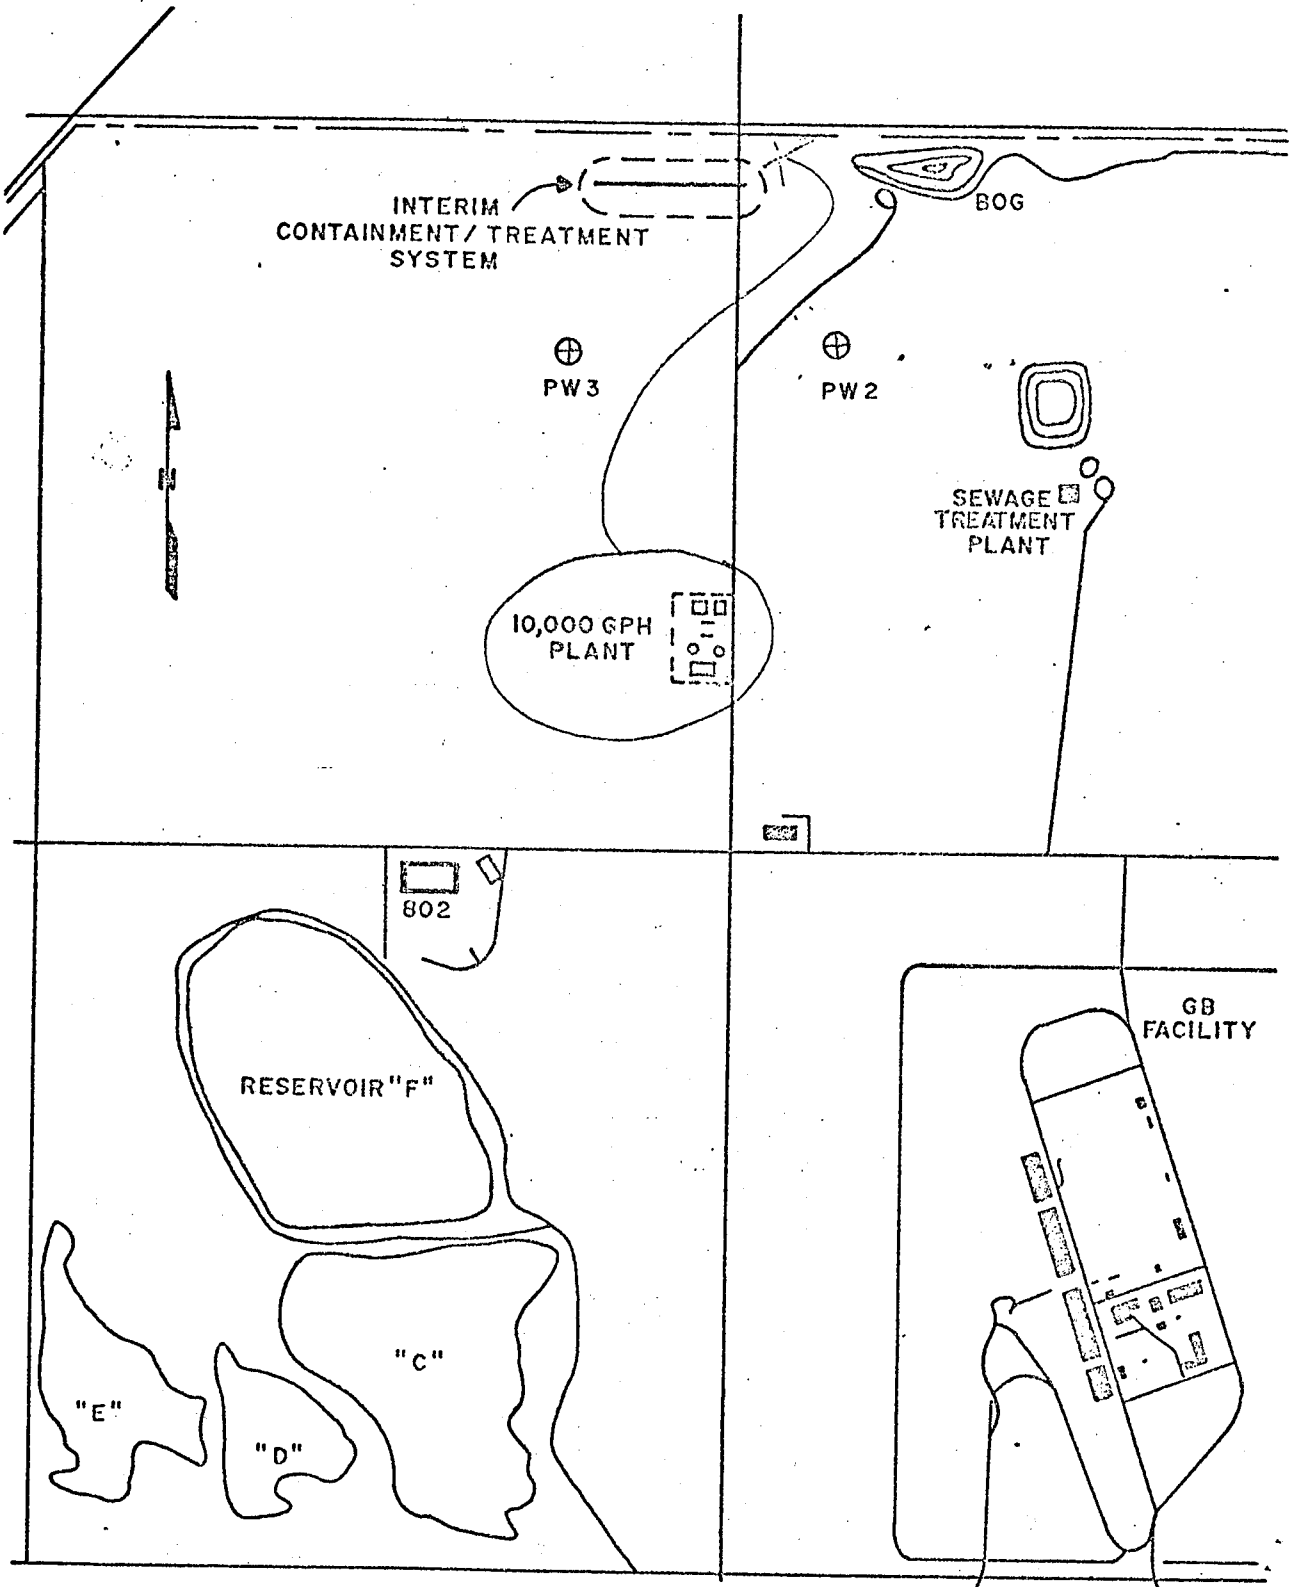 INTERIM
CONTAINMENT/ TREATMENT
SYSTEM
BOG
PW3
PW2
N
SEWAGE
TREATMENT
PLANT
10,000 GPH
PLANT
802
GB
FACILITY
RESERVOIR "F"
"C"
"E"
"D"